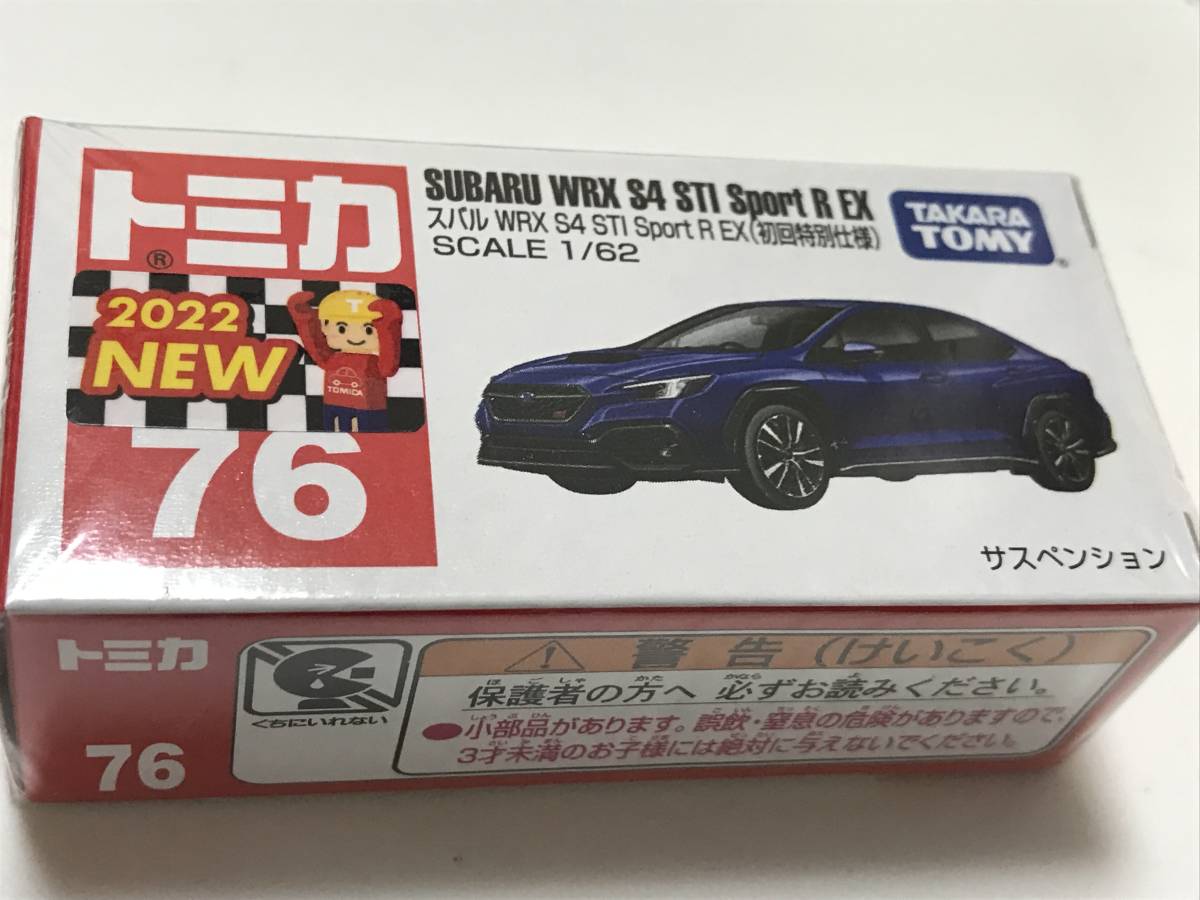 トミカ
®
2022
NEW
T
TOMICA
76
SUBARU WRX S4 STI Sport R EX
スバル WRX S4 STI Sport R EX(初回特別仕様)
SCALE 1/62
TAKARA
TOMY
®
サスペンション
トミカ
76
くちにいれない
警告(けいこく)
保護者の方へ 必ずお読みください。
●小部品があります。誤飲・窒息の危険がありますので、
3才未満のお子様には絶対に与えないでください。